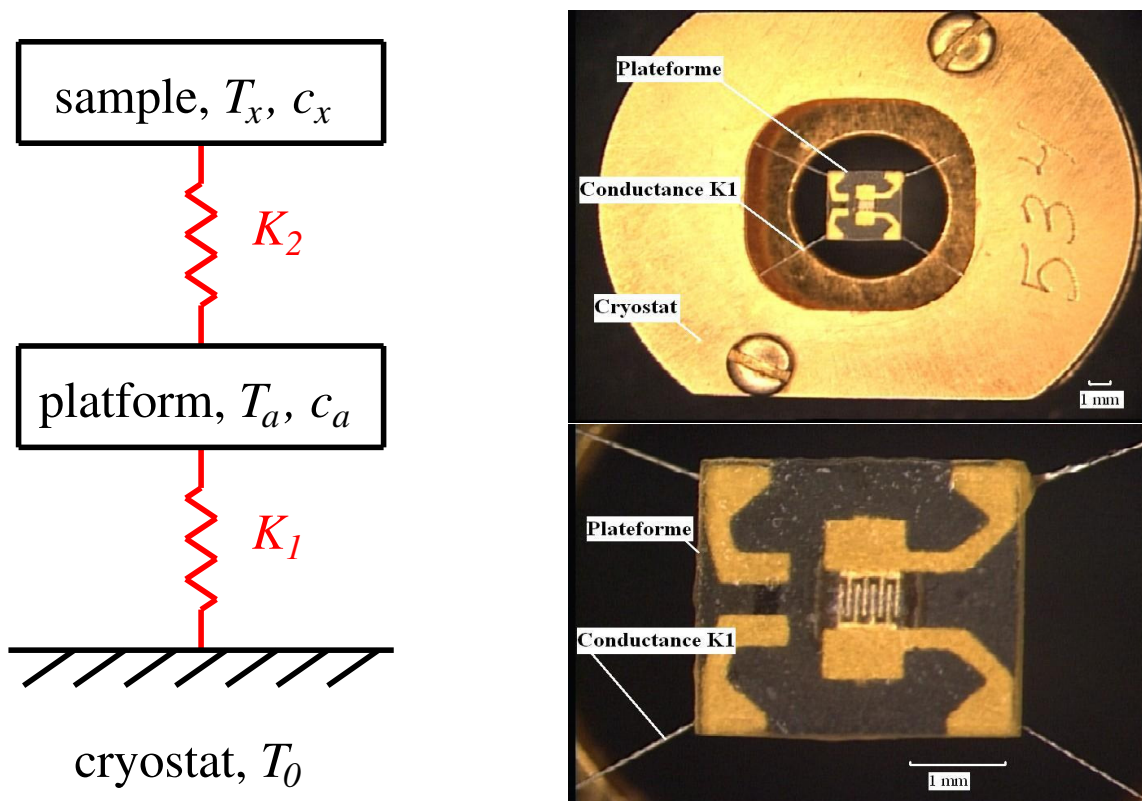 sample, Tₓ, cₓ
K₂
platform, Tₐ, cₐ
K₁
cryostat, T₀
Plateforme
Conductance K1
Cryostat
534
1 mm
Plateforme
Conductance K1
1 mm